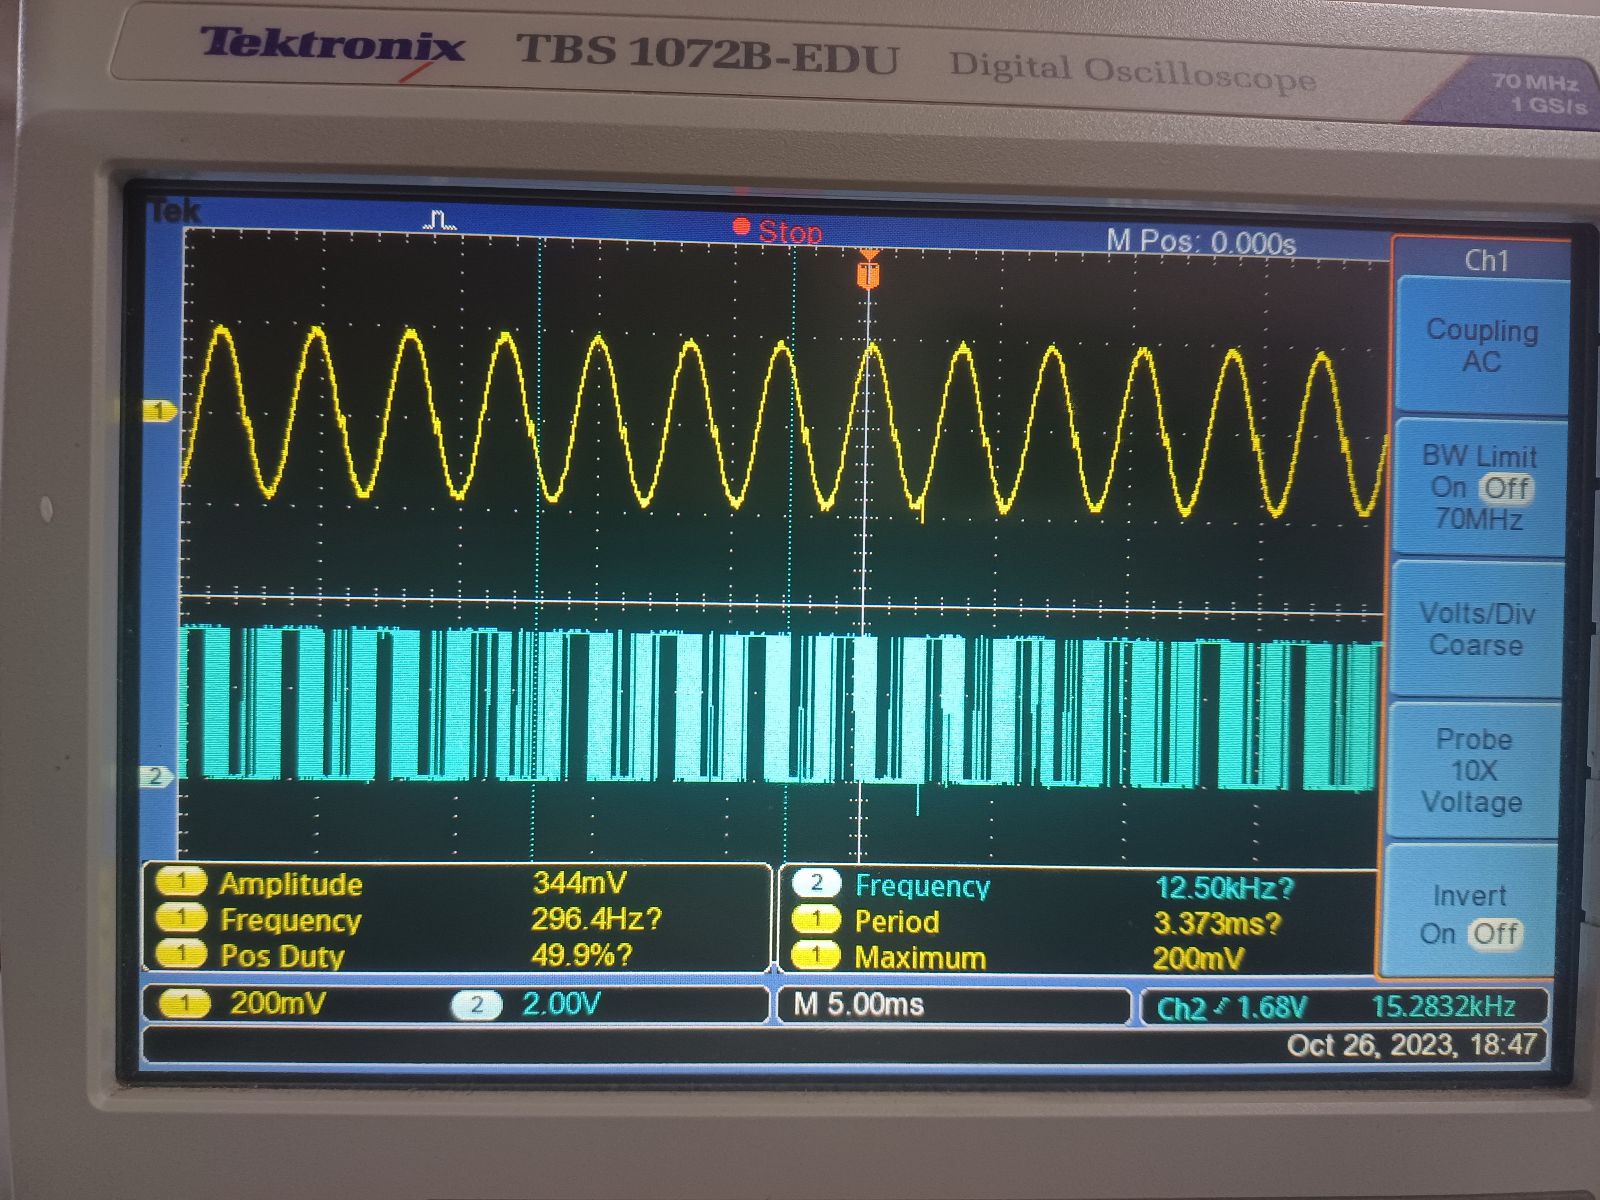 Tektronix TBS 1072B-EDU Digital Oscilloscope
70 MHz
1 GS/s
Tek Stop M Pos: 0.000s
Ch1
Coupling
AC
BW Limit
On Off
70MHz
Volts/Div
Coarse
Probe
10X
Voltage
Invert
On Off
T
1
2
1 Amplitude 344mV
1 Frequency 296.4Hz?
1 Pos Duty 49.9%?
2 Frequency 12.50kHz?
1 Period 3.373ms?
1 Maximum 200mV
1 200mV 2 2.00V M 5.00ms Ch2 1.68V 15.2832kHz
Oct 26, 2023, 18:47